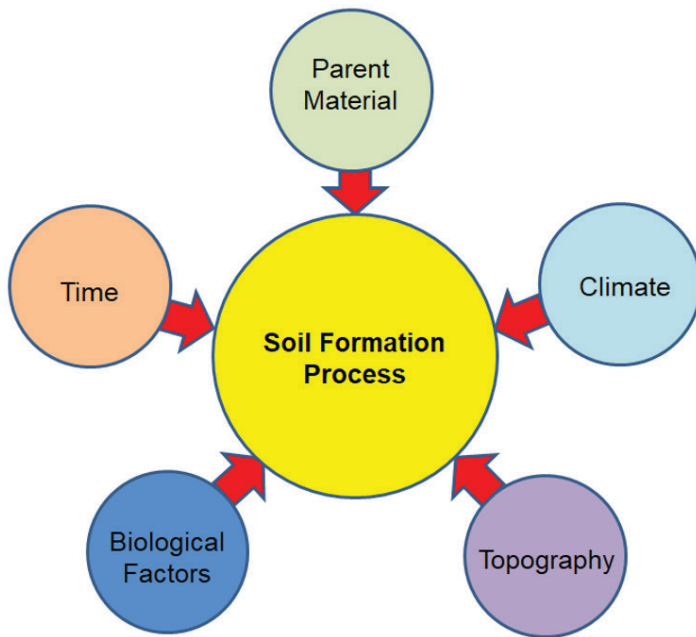 Parent
Material
Time
Climate
Soil Formation
Process
Biological
Factors
Topography